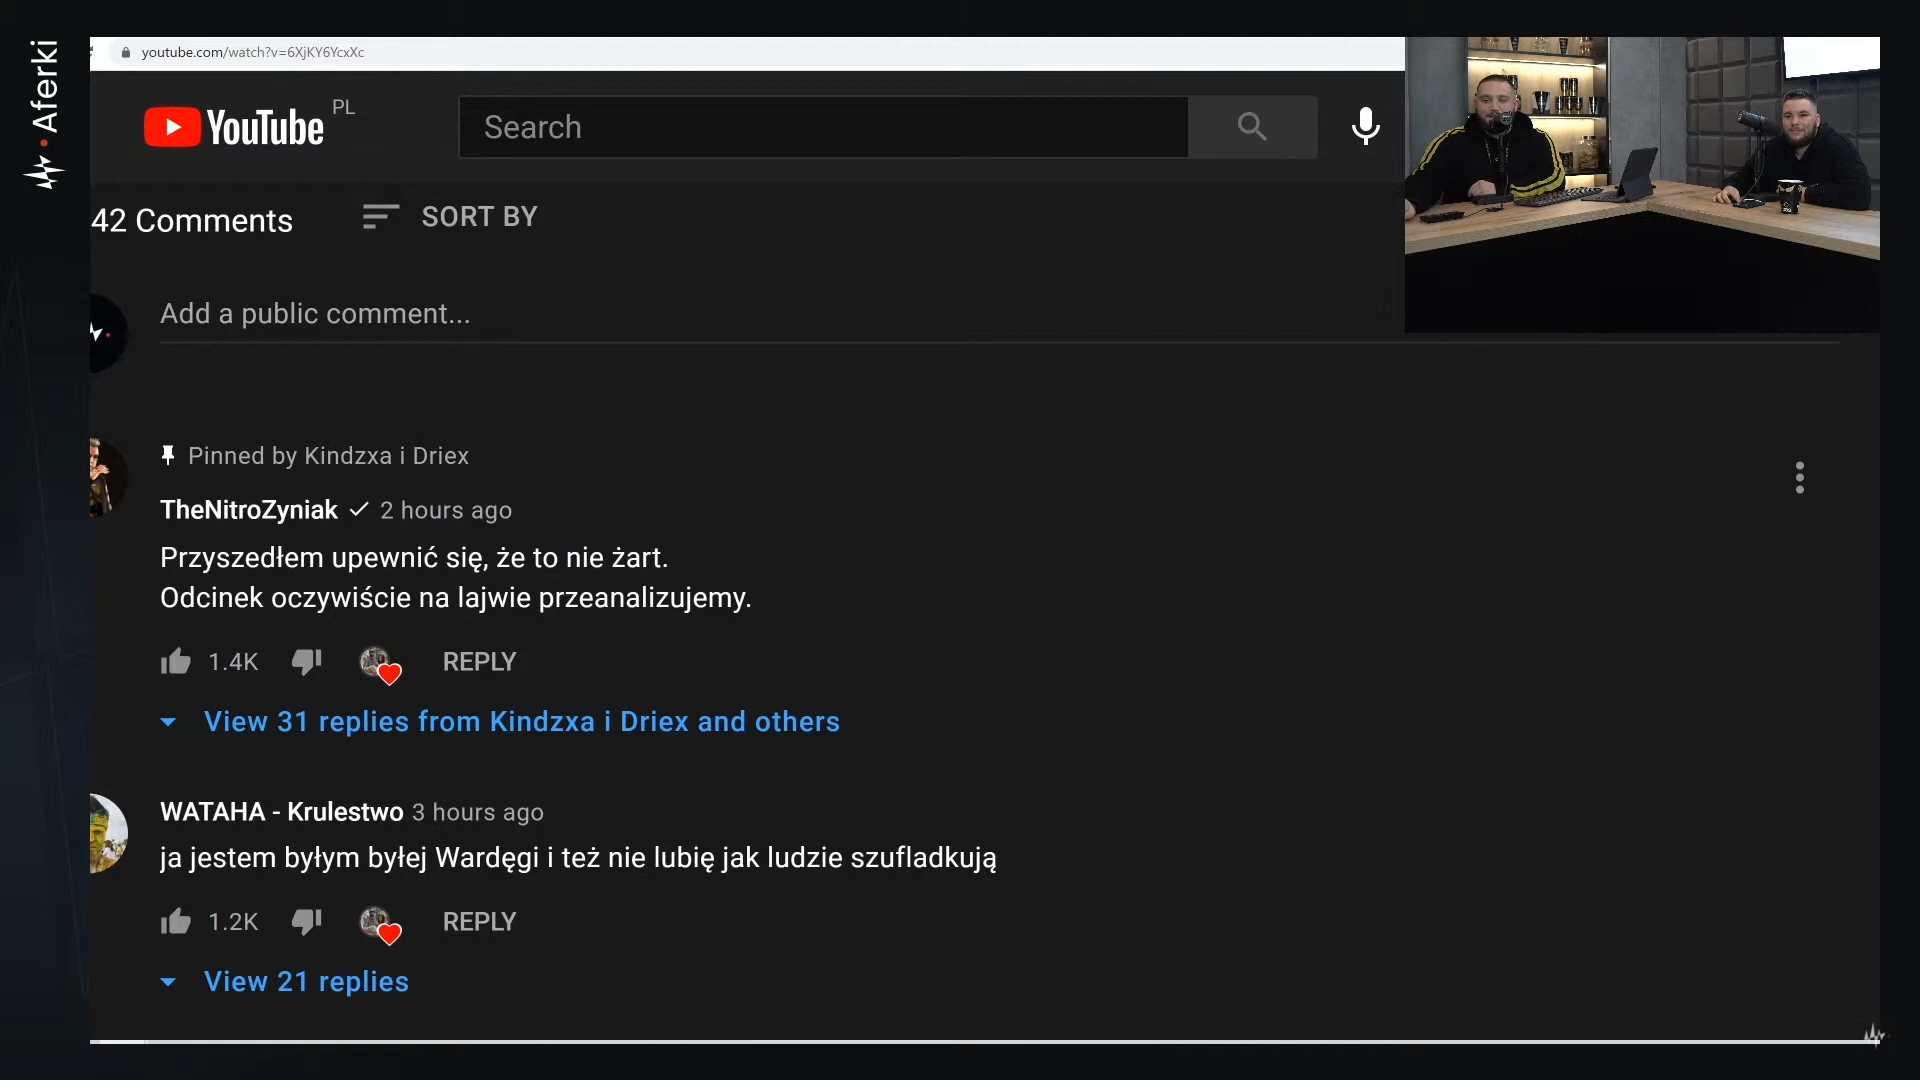 Aferki
youtube.com/watch?v=6XjKY6YcxXc
YouTube PL
Search
42 Comments
SORT BY
Add a public comment...
Pinned by Kindzxa i Driex
TheNitroZyniak 2 hours ago
Przyszedłem upewnić się, że to nie żart.
Odcinek oczywiście na lajwie przeanalizujemy.
1.4K REPLY
View 31 replies from Kindzxa i Driex and others
WATAHA - Krulestwo 3 hours ago
ja jestem byłym byłej Wardęgi i też nie lubię jak ludzie szufladkują
1.2K REPLY
View 21 replies